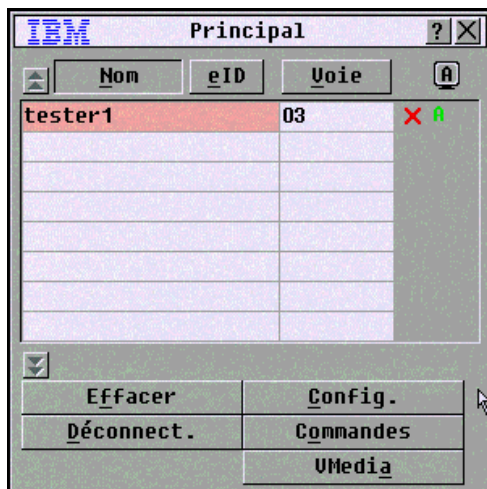 IBM Principal ? X
Nom eID Voie A
tester1 03 A
Effacer Config.
Déconnect. Commandes
VMedia